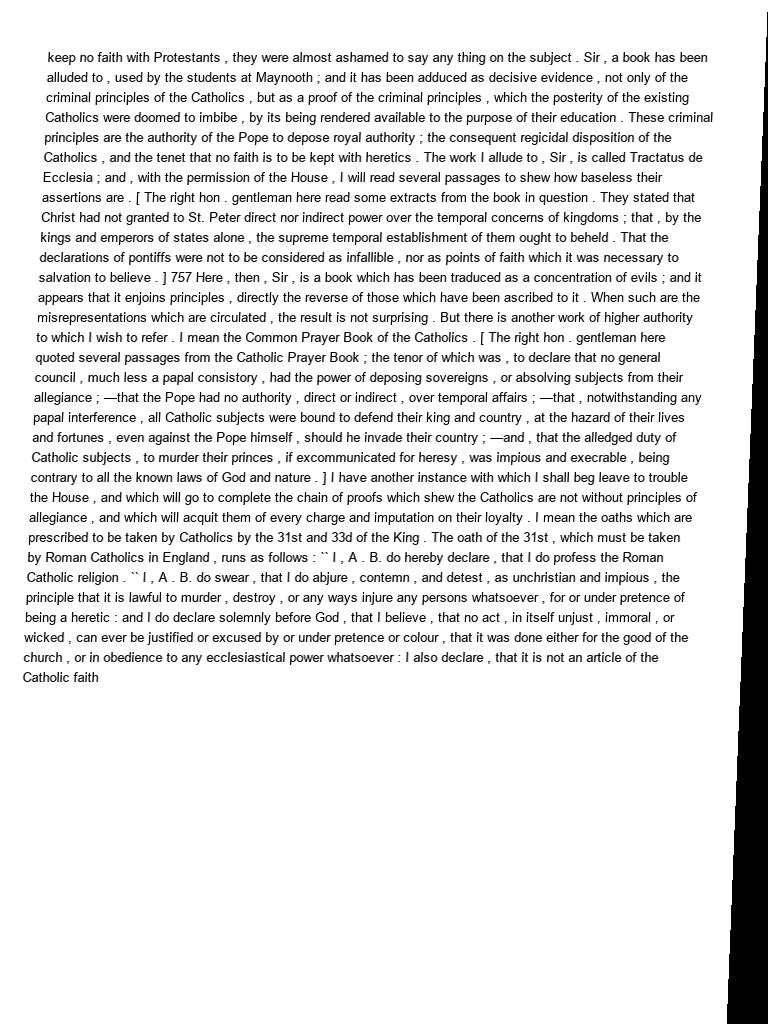 keep no faith with Protestants , they were almost ashamed to say any thing on the subject . Sir , a book has been
alluded to , used by the students at Maynooth ; and it has been adduced as decisive evidence , not only of the
criminal principles of the Catholics , but as a proof of the criminal principles , which the posterity of the existing
Catholics were doomed to imbibe , by its being rendered available to the purpose of their education . These criminal
principles are the authority of the Pope to depose royal authority ; the consequent regicidal disposition of the
Catholics , and the tenet that no faith is to be kept with heretics . The work I allude to , Sir , is called Tractatus de
Ecclesia ; and , with the permission of the House , I will read several passages to shew how baseless their
assertions are . [ The right hon . gentleman here read some extracts from the book in question . They stated that
Christ had not granted to St. Peter direct nor indirect power over the temporal concerns of kingdoms ; that , by the
kings and emperors of states alone , the supreme temporal establishment of them ought to beheld . That the
declarations of pontiffs were not to be considered as infallible , nor as points of faith which it was necessary to
salvation to believe . ] 757 Here , then , Sir , is a book which has been traduced as a concentration of evils ; and it
appears that it enjoins principles , directly the reverse of those which have been ascribed to it . When such are the
misrepresentations which are circulated , the result is not surprising . But there is another work of higher authority
to which I wish to refer . I mean the Common Prayer Book of the Catholics . [ The right hon . gentleman here
quoted several passages from the Catholic Prayer Book ; the tenor of which was , to declare that no general
council , much less a papal consistory , had the power of deposing sovereigns , or absolving subjects from their
allegiance ; —that the Pope had no authority , direct or indirect , over temporal affairs ; —that , notwithstanding any
papal interference , all Catholic subjects were bound to defend their king and country , at the hazard of their lives
and fortunes , even against the Pope himself , should he invade their country ; —and , that the alledged duty of
Catholic subjects , to murder their princes , if excommunicated for heresy , was impious and execrable , being
contrary to all the known laws of God and nature . ] I have another instance with which I shall beg leave to trouble
the House , and which will go to complete the chain of proofs which shew the Catholics are not without principles of
allegiance , and which will acquit them of every charge and imputation on their loyalty . I mean the oaths which are
prescribed to be taken by Catholics by the 31st and 33d of the King . The oath of the 31st , which must be taken
by Roman Catholics in England , runs as follows : `` I , A . B. do hereby declare , that I do profess the Roman
Catholic religion . `` I , A . B. do swear , that I do abjure , contemn , and detest , as unchristian and impious , the
principle that it is lawful to murder , destroy , or any ways injure any persons whatsoever , for or under pretence of
being a heretic : and I do declare solemnly before God , that I believe , that no act , in itself unjust , immoral , or
wicked , can ever be justified or excused by or under pretence or colour , that it was done either for the good of the
church , or in obedience to any ecclesiastical power whatsoever : I also declare , that it is not an article of the
Catholic faith